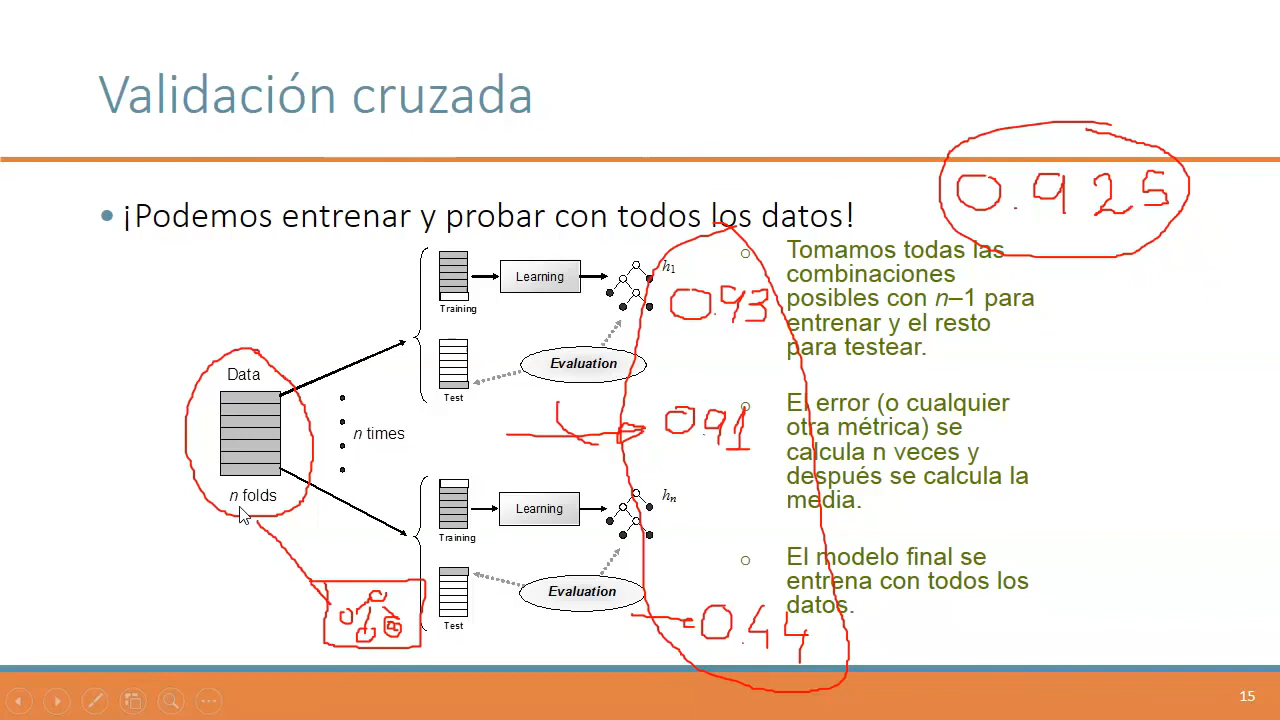 Validación cruzada
0.925
• ¡Podemos entrenar y probar con todos los datos!
Data
n folds
n times
Learning
Training
h1
0.93
Evaluation
Test
0.91
Learning
Training
hn
Evaluation
Test
0.44
o Tomamos todas las
combinaciones
posibles con n–1 para
entrenar y el resto
para testear.
o El error (o cualquier
otra métrica) se
calcula n veces y
después se calcula la
media.
o El modelo final se
entrena con todos los
datos.
15